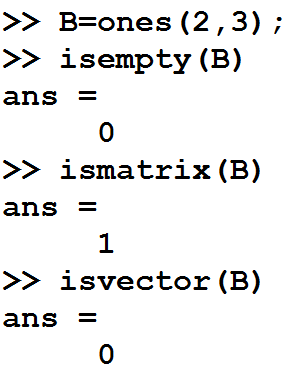 >> B=ones(2,3);
>> isempty(B)
ans =
0
>> ismatrix(B)
ans =
1
>> isvector(B)
ans =
0